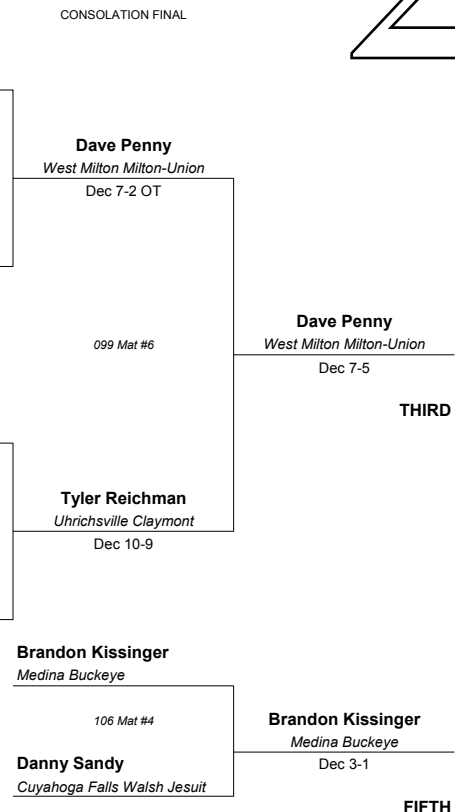 CONSOLATION FINAL
Dave Penny
West Milton Milton-Union
Dec 7-2 OT
099 Mat #6
Dave Penny
West Milton Milton-Union
Dec 7-5
THIRD
Tyler Reichman
Uhrichsville Claymont
Dec 10-9
Brandon Kissinger
Medina Buckeye
106 Mat #4
Brandon Kissinger
Medina Buckeye
Dec 3-1
Danny Sandy
Cuyahoga Falls Walsh Jesuit
FIFTH